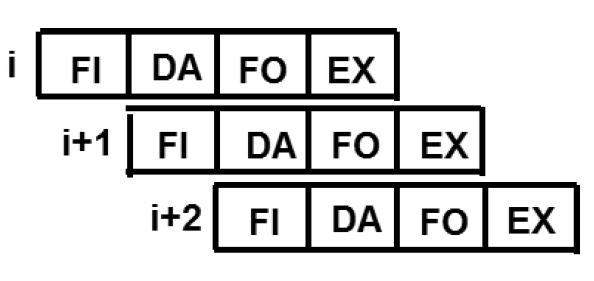 i FI DA FO EX
i+1 FI DA FO EX
i+2 FI DA FO EX